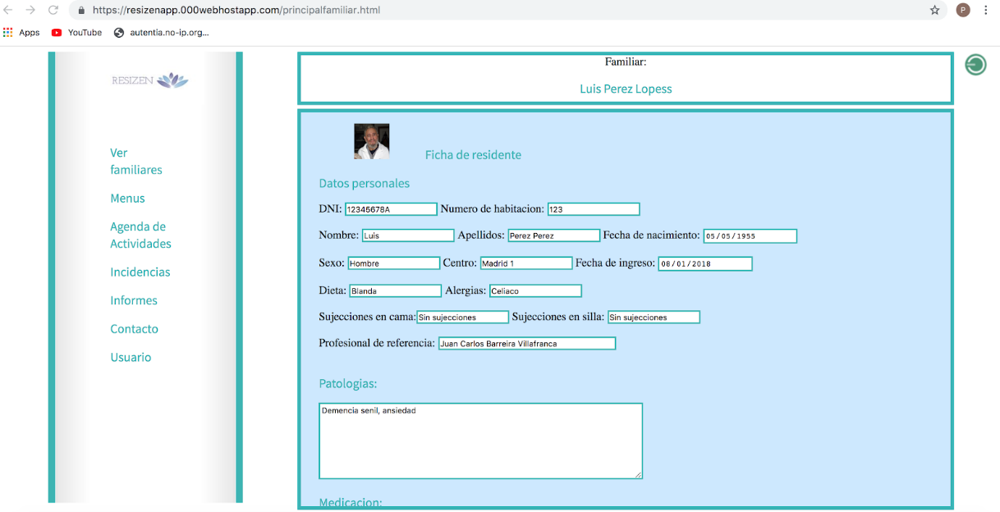 https://resizenapp.000webhostapp.com/principalfamiliar.html
P
Apps YouTube autentia.no-ip.org...
RESIZEN
Ver
familiares
Menus
Agenda de
Actividades
Incidencias
Informes
Contacto
Usuario
Familiar:
Luis Perez Lopess
Ficha de residente
Datos personales
DNI: 12345678A Numero de habitacion: 123
Nombre: Luis Apellidos: Perez Perez Fecha de nacimiento: 05/05/1955
Sexo: Hombre Centro: Madrid 1 Fecha de ingreso: 08/01/2018
Dieta: Blanda Alergias: Celiaco
Sujecciones en cama: Sin sujecciones Sujecciones en silla: Sin sujecciones
Profesional de referencia: Juan Carlos Barreira Villafranca
Patologias:
Demencia senil, ansiedad
Medicacion: